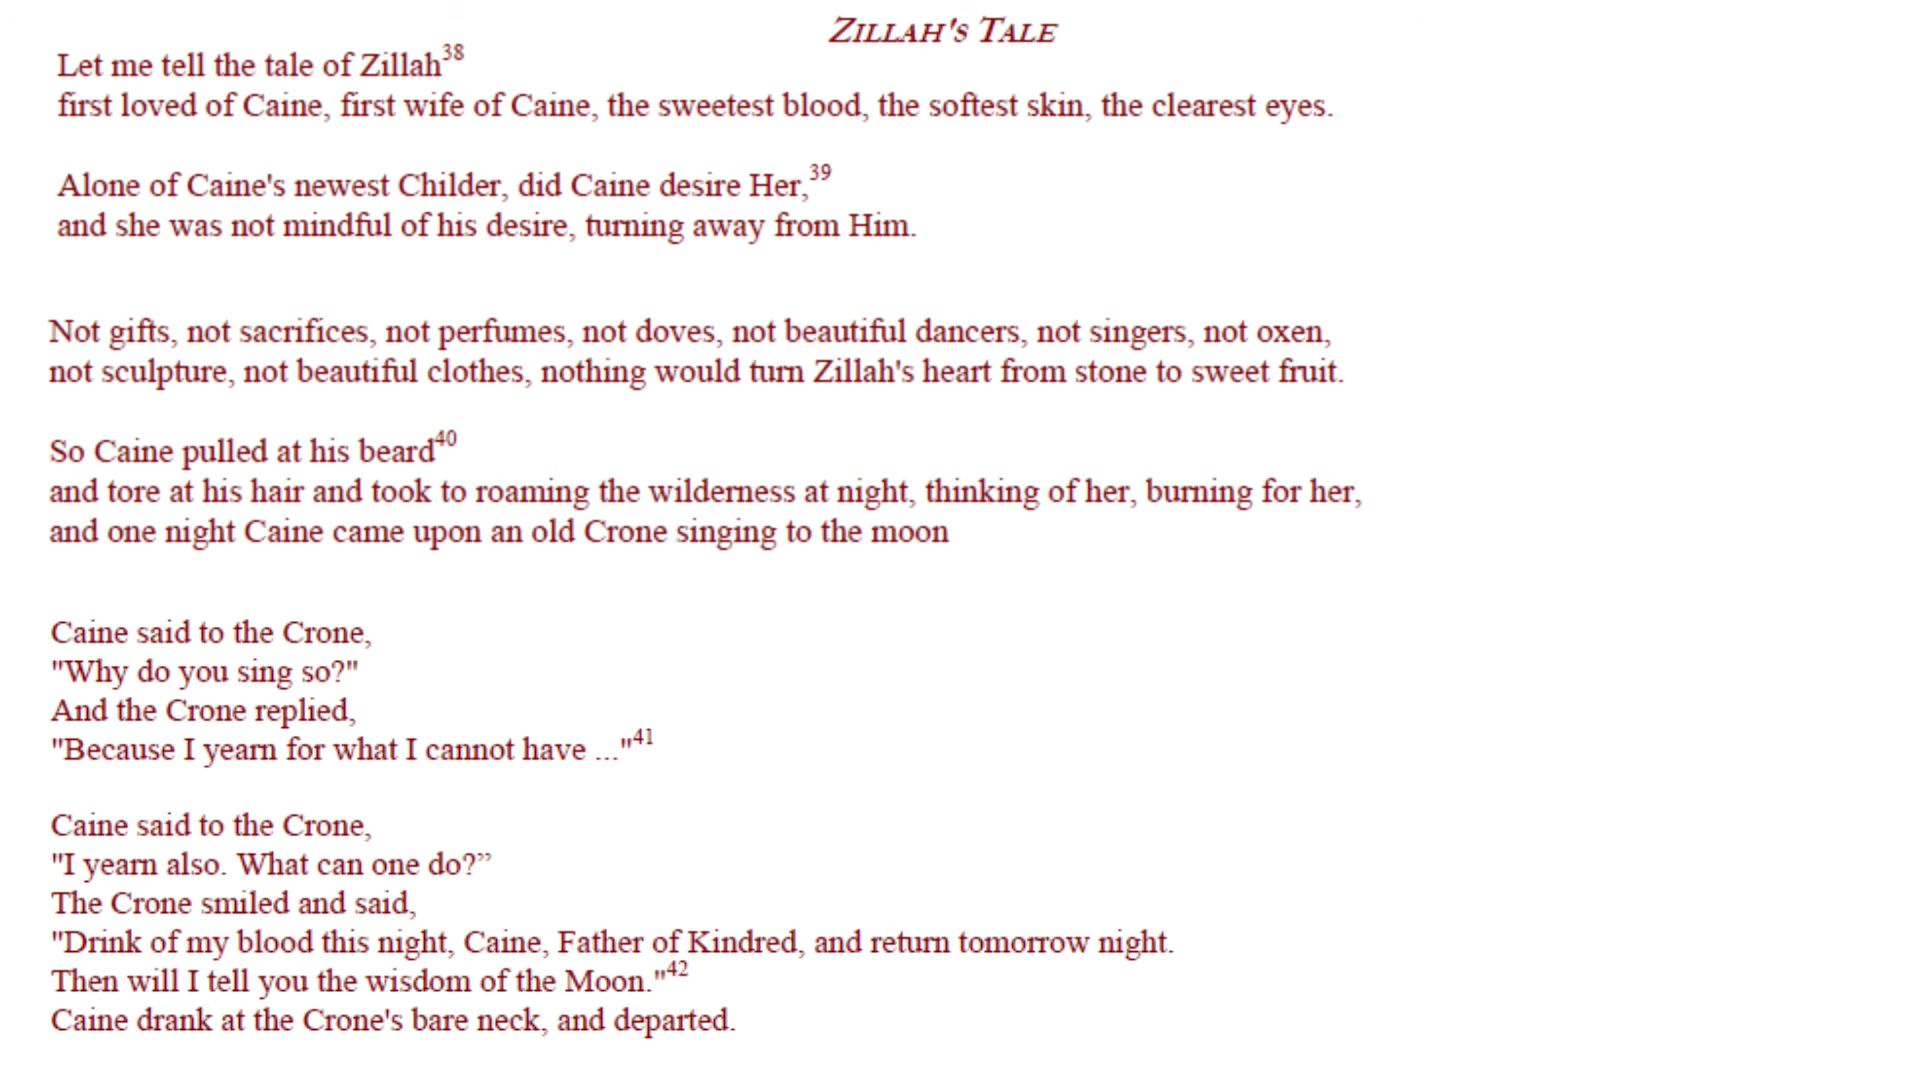 ZILLAH'S TALE
Let me tell the tale of Zillah38
first loved of Caine, first wife of Caine, the sweetest blood, the softest skin, the clearest eyes.
Alone of Caine's newest Childer, did Caine desire Her,39
and she was not mindful of his desire, turning away from Him.
Not gifts, not sacrifices, not perfumes, not doves, not beautiful dancers, not singers, not oxen,
not sculpture, not beautiful clothes, nothing would turn Zillah's heart from stone to sweet fruit.
So Caine pulled at his beard40
and tore at his hair and took to roaming the wilderness at night, thinking of her, burning for her,
and one night Caine came upon an old Crone singing to the moon
Caine said to the Crone,
"Why do you sing so?"
And the Crone replied,
"Because I yearn for what I cannot have ..."41
Caine said to the Crone,
"I yearn also. What can one do?”
The Crone smiled and said,
"Drink of my blood this night, Caine, Father of Kindred, and return tomorrow night.
Then will I tell you the wisdom of the Moon."42
Caine drank at the Crone's bare neck, and departed.